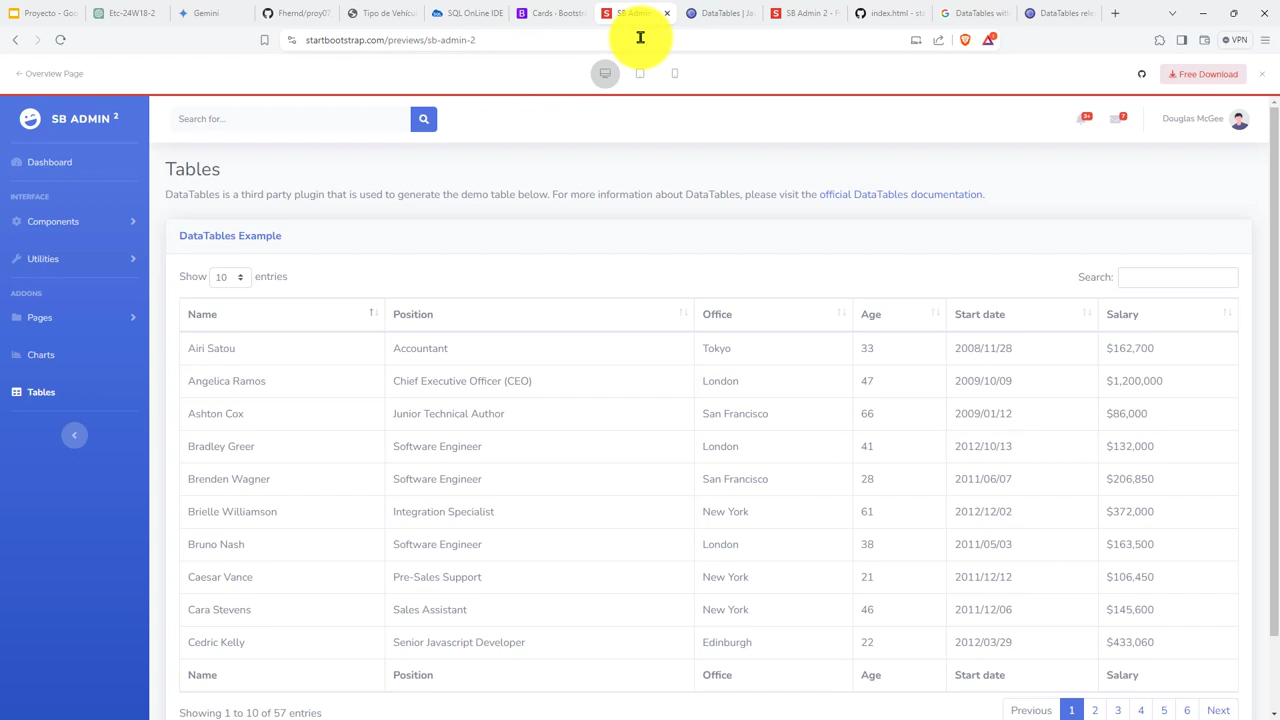 Proyecto - Goo
Etc-24W18-2
Gemini
Fhernd/proy07
Tipo de Vehícu
SQL Online IDE
Cards - Bootstr
SB Admin
DataTables | Ja
SB Admin 2 - F
index.html - sta
DataTables with
DataTables rele
startbootstrap.com/previews/sb-admin-2
VPN
Overview Page
Free Download
SB ADMIN 2
Search for...
3+
7
Douglas McGee
Dashboard
INTERFACE
Components
Utilities
ADDONS
Pages
Charts
Tables
Tables
DataTables is a third party plugin that is used to generate the demo table below. For more information about DataTables, please visit the official DataTables documentation.
DataTables Example
Show 10 entries
Search:
Name Position Office Age Start date Salary
Airi Satou Accountant Tokyo 33 2008/11/28 $162,700
Angelica Ramos Chief Executive Officer (CEO) London 47 2009/10/09 $1,200,000
Ashton Cox Junior Technical Author San Francisco 66 2009/01/12 $86,000
Bradley Greer Software Engineer London 41 2012/10/13 $132,000
Brenden Wagner Software Engineer San Francisco 28 2011/06/07 $206,850
Brielle Williamson Integration Specialist New York 61 2012/12/02 $372,000
Bruno Nash Software Engineer London 38 2011/05/03 $163,500
Caesar Vance Pre-Sales Support New York 21 2011/12/12 $106,450
Cara Stevens Sales Assistant New York 46 2011/12/06 $145,600
Cedric Kelly Senior Javascript Developer Edinburgh 22 2012/03/29 $433,060
Name Position Office Age Start date Salary
Showing 1 to 10 of 57 entries
Previous 1 2 3 4 5 6 Next